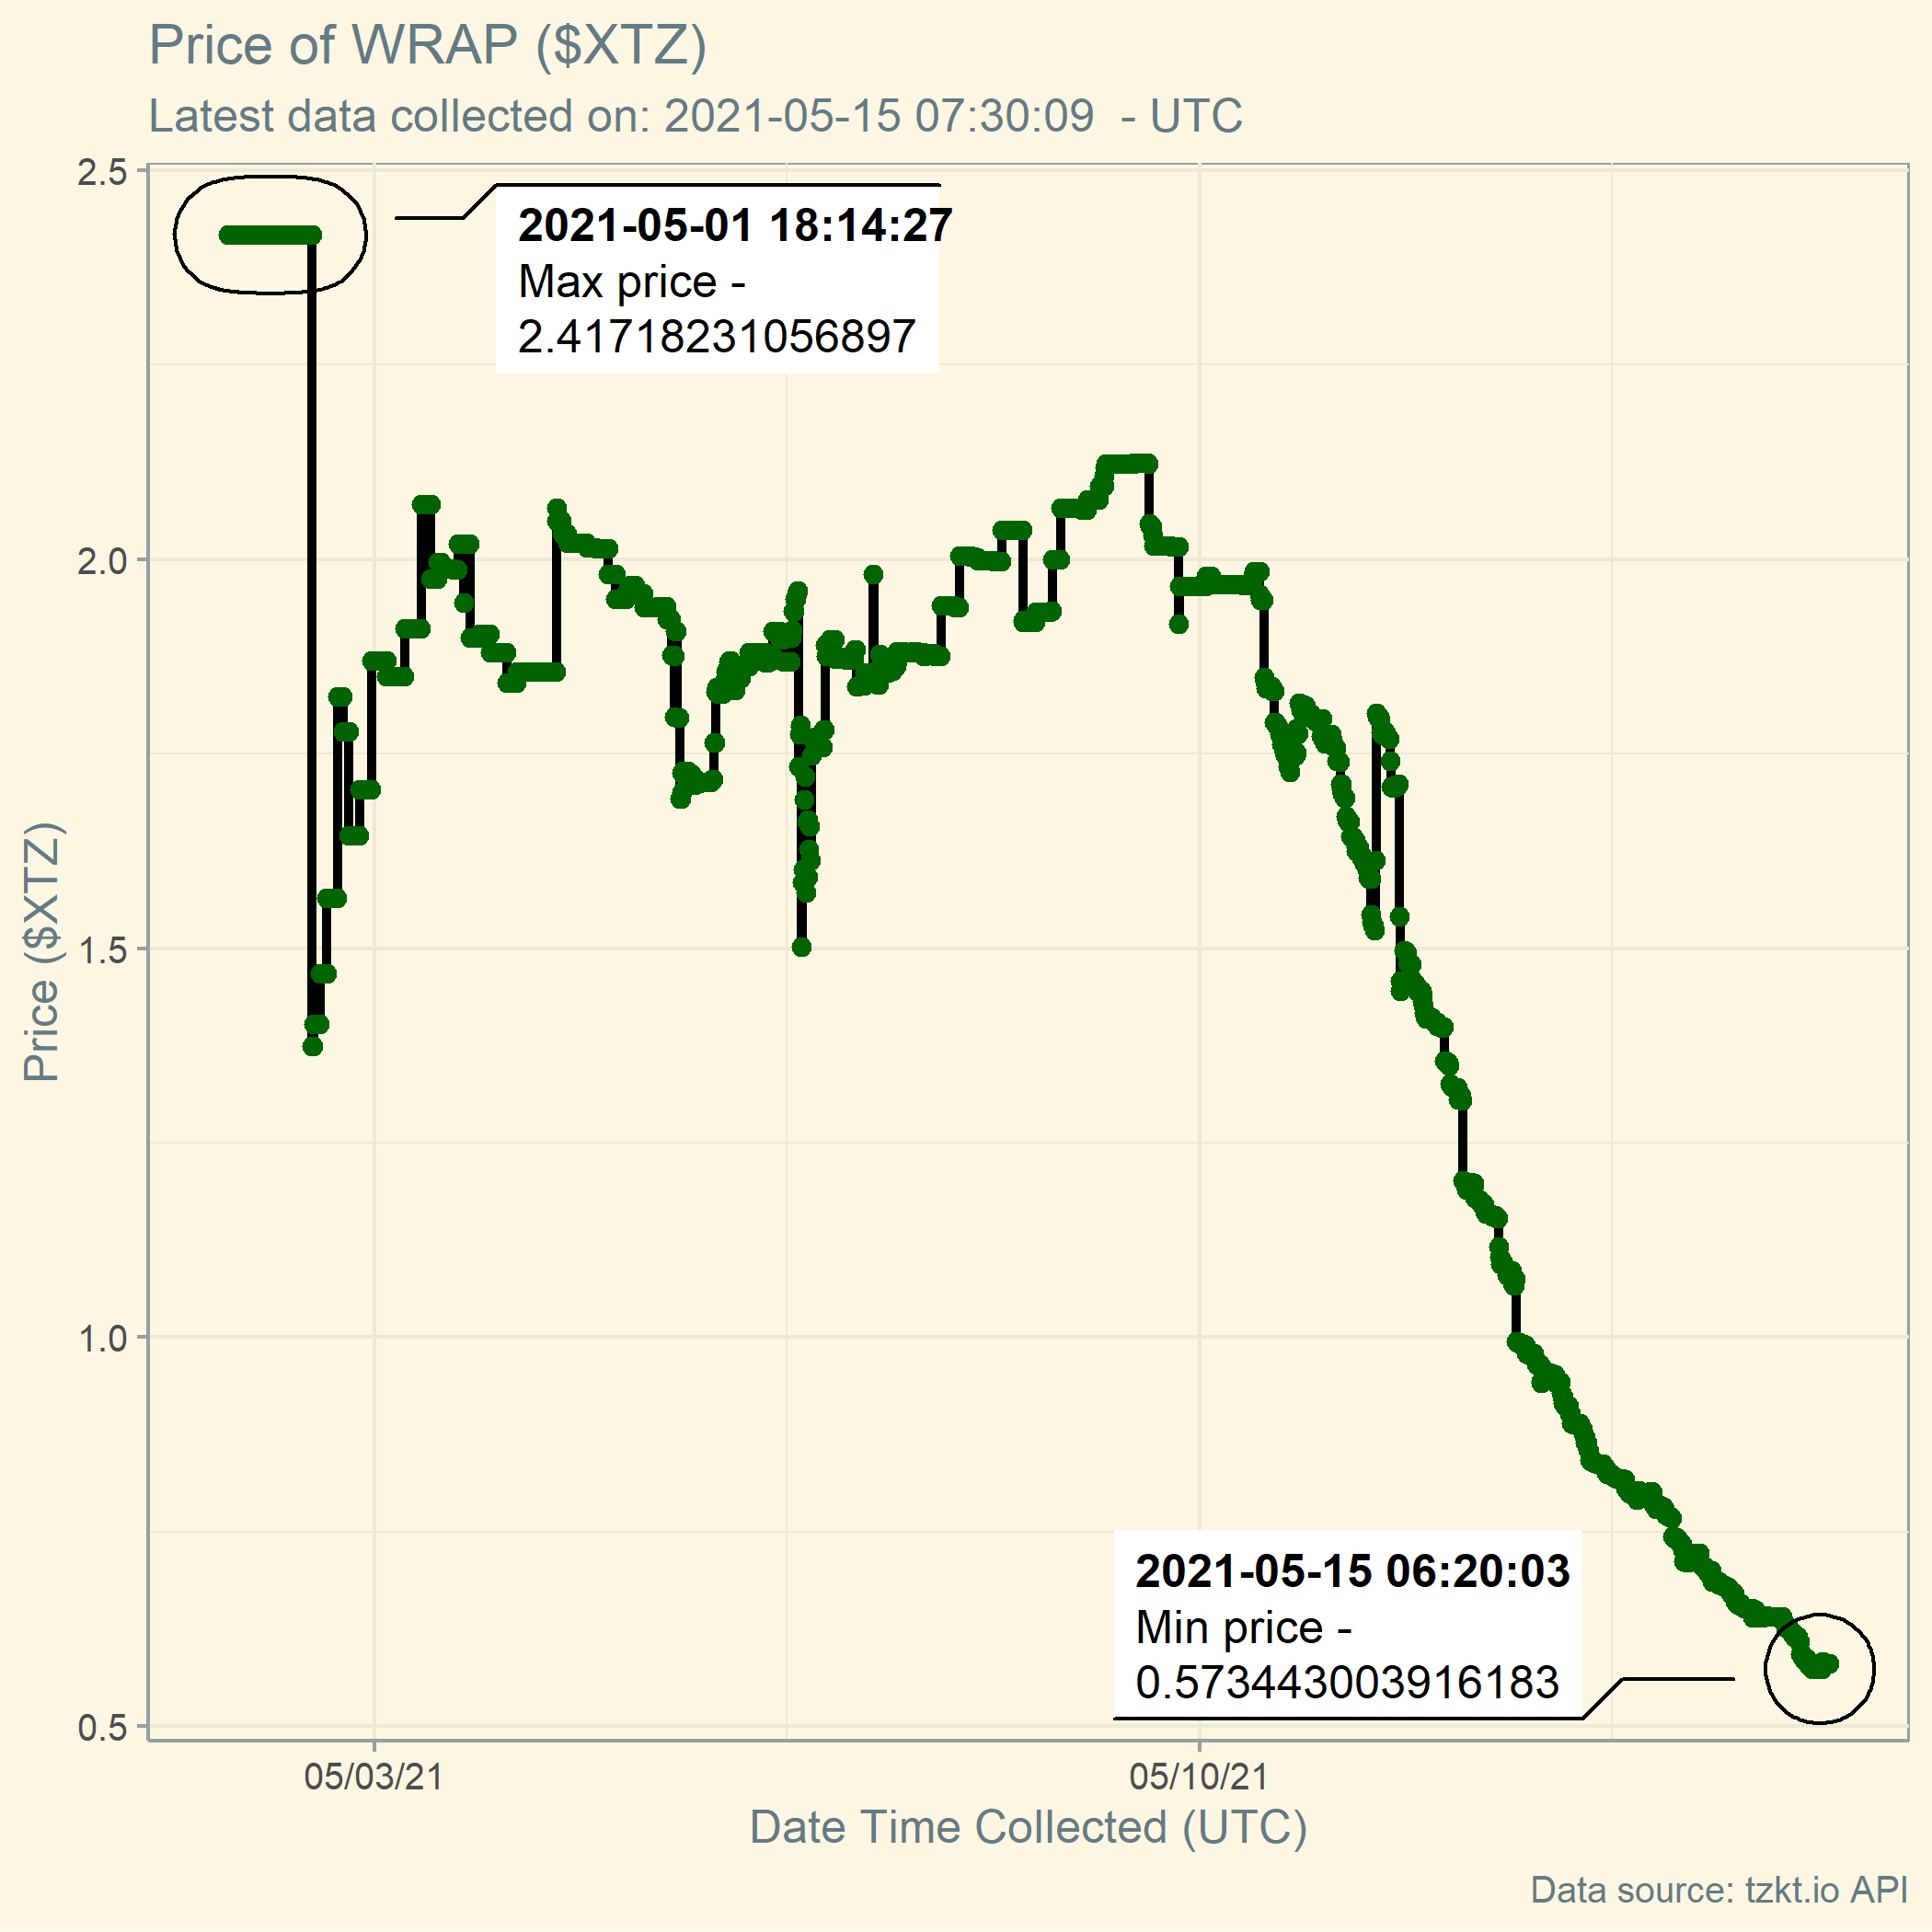 Price of WRAP ($XTZ)
Latest data collected on: 2021-05-15 07:30:09  - UTC
2.5
2.0
1.5
1.0
0.5
Price ($XTZ)
2021-05-01 18:14:27
Max price -
2.41718231056897
2021-05-15 06:20:03
Min price -
0.573443003916183
05/03/21
05/10/21
Date Time Collected (UTC)
Data source: tzkt.io API